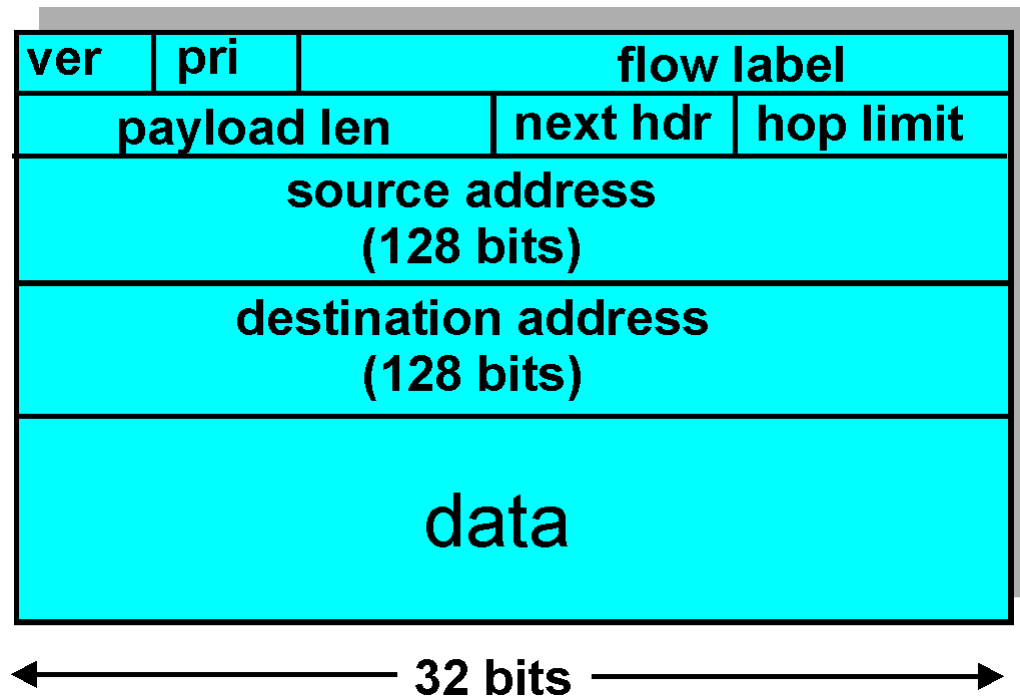 ver pri flow label
payload len next hdr hop limit
source address
(128 bits)
destination address
(128 bits)
data
32 bits